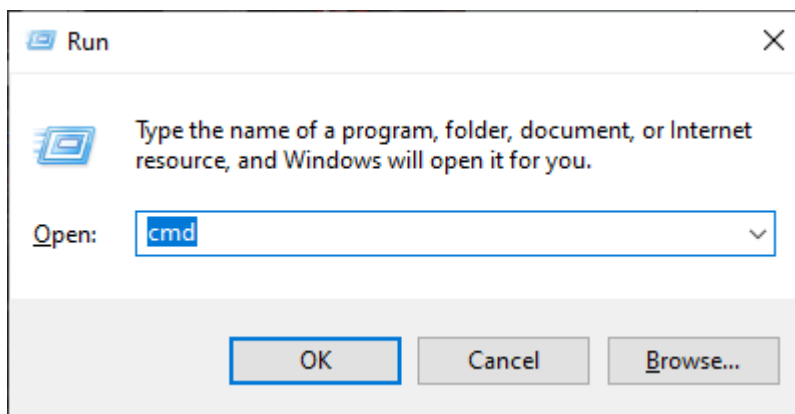 Run
Type the name of a program, folder, document, or Internet
resource, and Windows will open it for you.
Open: cmd
OK Cancel Browse...